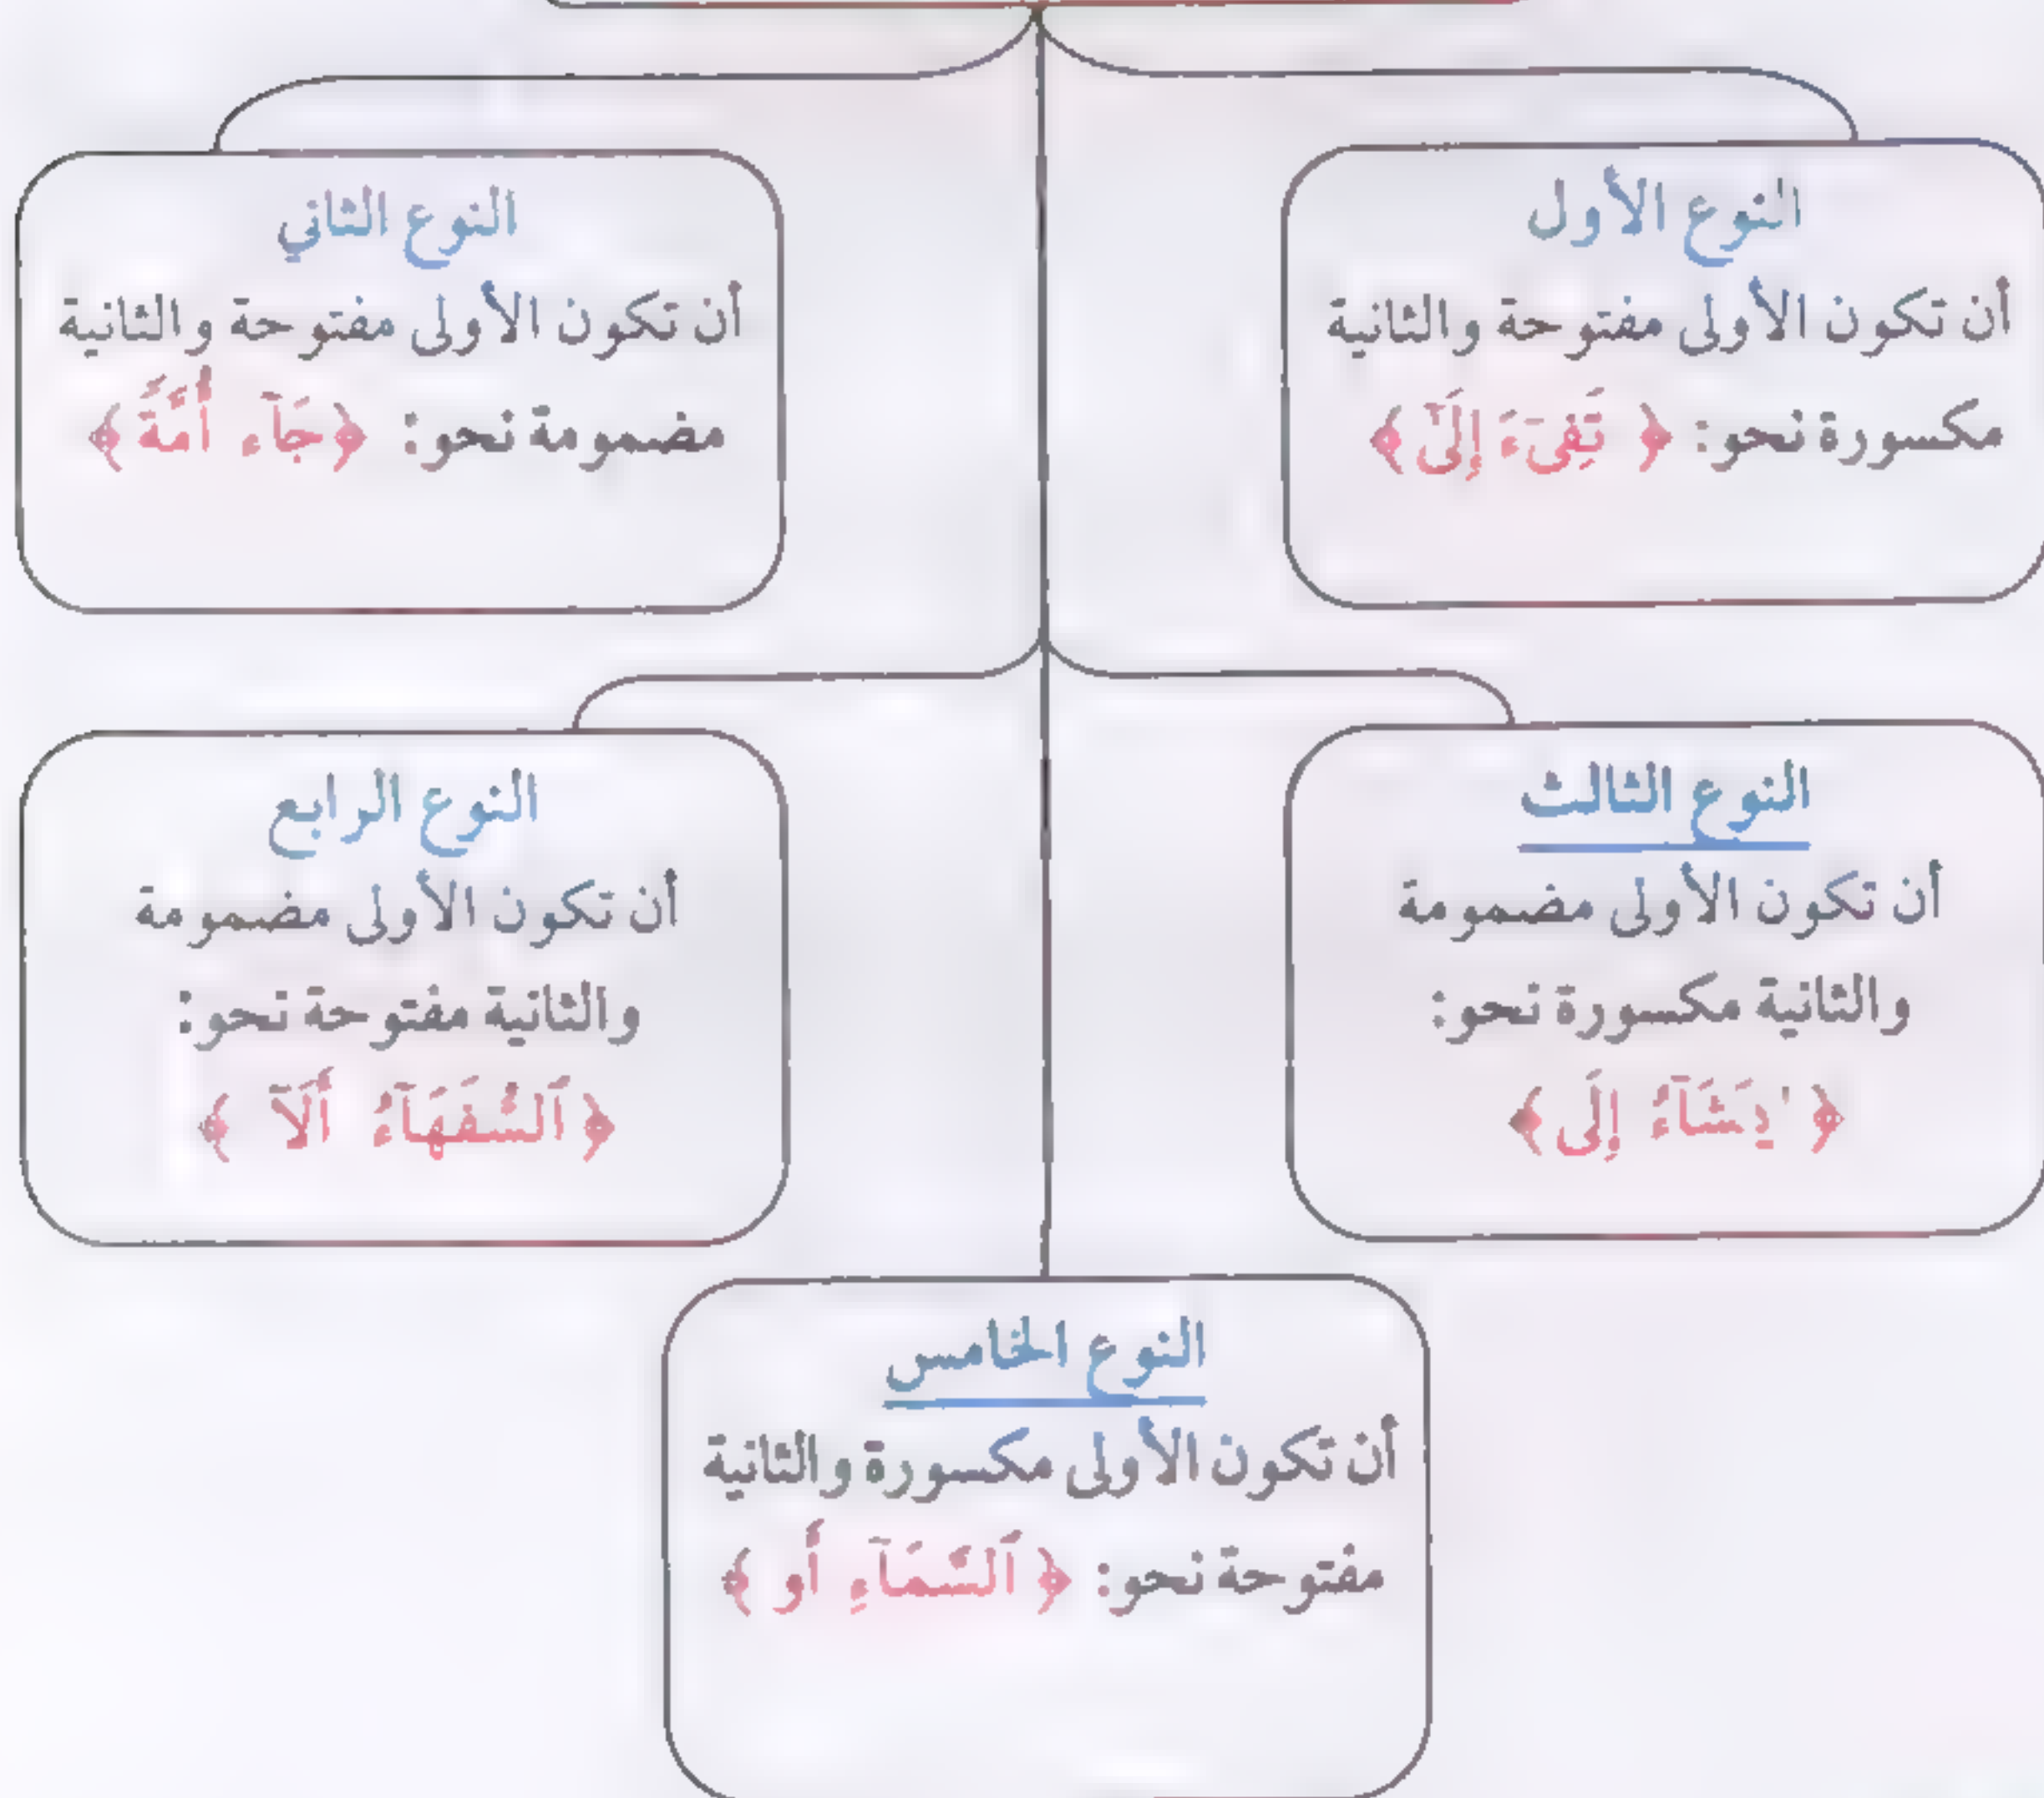 النوع الأول
أن تكون الأولى مفتوحة والثانية
مكسورة نحو: ﴿ تَفِىٓءَ إِلَىٰٓ ﴾
النوع الثاني
أن تكون الأولى مفتوحة والثانية
مضمومة نحو: ﴿جَآءَ أُمَّةً﴾
النوع الثالث
أن تكون الأولى مضمومة
والثانية مكسورة نحو:
﴿ يَشَآءُ إِلَى﴾
النوع الرابع
أن تكون الأولى مضمومة
والثانية مفتوحة نحو:
﴿ اَلسُّفَهَآءُ أَلَآ ﴾
النوع الخامس
أن تكون الأولى مكسورة والثانية
مفتوحة نحو: ﴿ اَلسَّمَآءِ أَو ﴾